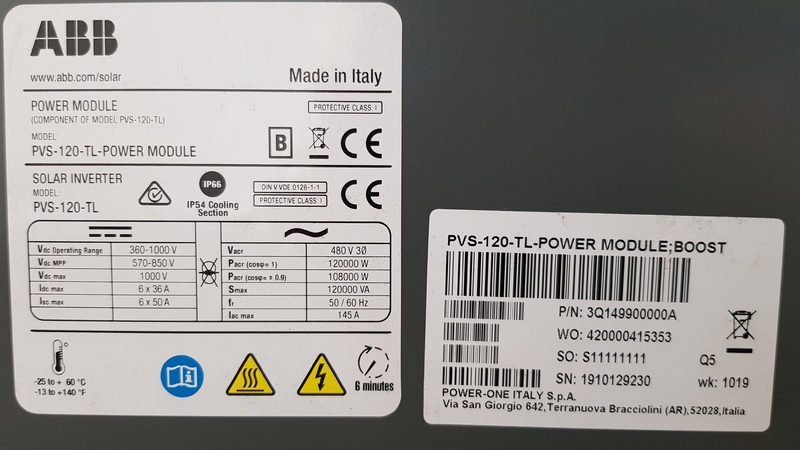 ABB
www.abb.com/solar
Made in Italy
POWER MODULE
(COMPONENT OF MODEL PVS-120-TL)
PROTECTIVE CLASS: I
MODEL:
PVS-120-TL-POWER MODULE
B
CE
SOLAR INVERTER
MODEL:
PVS-120-TL
IP66
IP54 Cooling
Section
DIN V VDE 0126-1-1
PROTECTIVE CLASS: I
CE
Vdc Operating Range 360-1000 V
Vdc MPP 570-850 V
Vdc max 1000 V
Idc max 6 x 36 A
Isc max 6 x 50 A
Vacr 480 V 3Ø
Pacr (cosφ= 1) 120000 W
Pacr (cosφ= ± 0.9) 108000 W
Smax 120000 VA
fr 50 / 60 Hz
Iac max 145 A
°
-25 to + 60 °C
-13 to +140 °F
6 minutes
PVS-120-TL-POWER MODULE;BOOST
P/N: 3Q149900000A
WO: 420000415353
SO: S11111111 Q5
SN: 1910129230 wk: 1019
POWER-ONE ITALY S.p.A.
Via San Giorgio 642,Terranuova Bracciolini (AR),52028,Italia